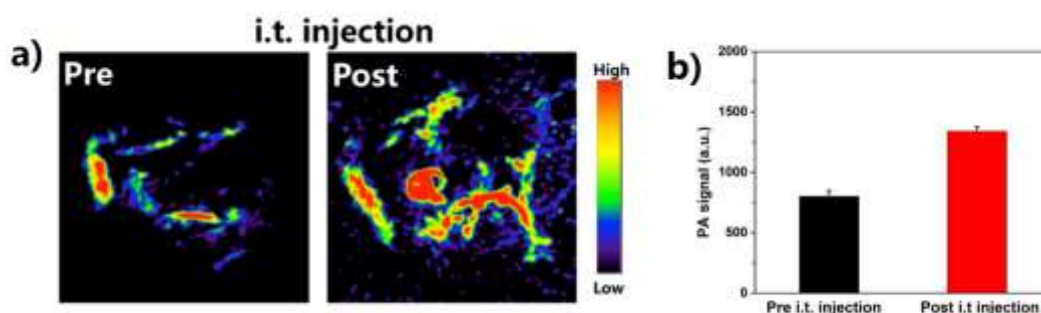 i.t. injection
a)
Pre
Post
High
Low
b)
PA signal (a.u.)
2000
1500
1000
500
0
Pre i.t. injection
Post i.t injection